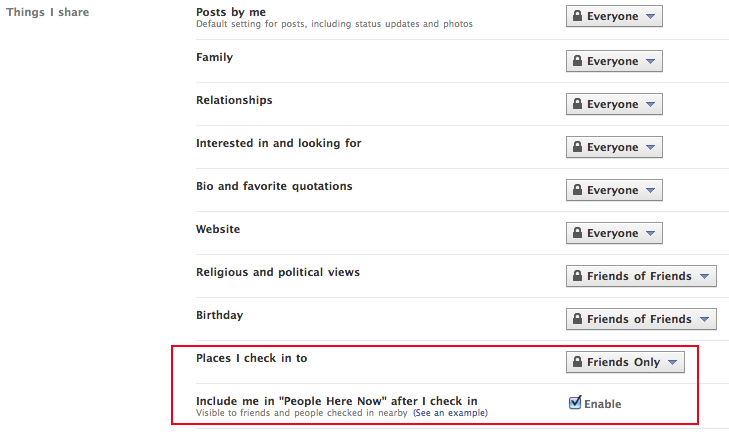 Things I share
Posts by me
Everyone
Default setting for posts, including status updates and photos
Family
Everyone
Relationships
Everyone
Interested in and looking for
Everyone
Bio and favorite quotations
Everyone
Website
Everyone
Religious and political views
Friends of Friends
Birthday
Friends of Friends
Places I check in to
Friends Only
Include me in "People Here Now" after I check in
Enable
Visible to friends and people checked in nearby (See an example)